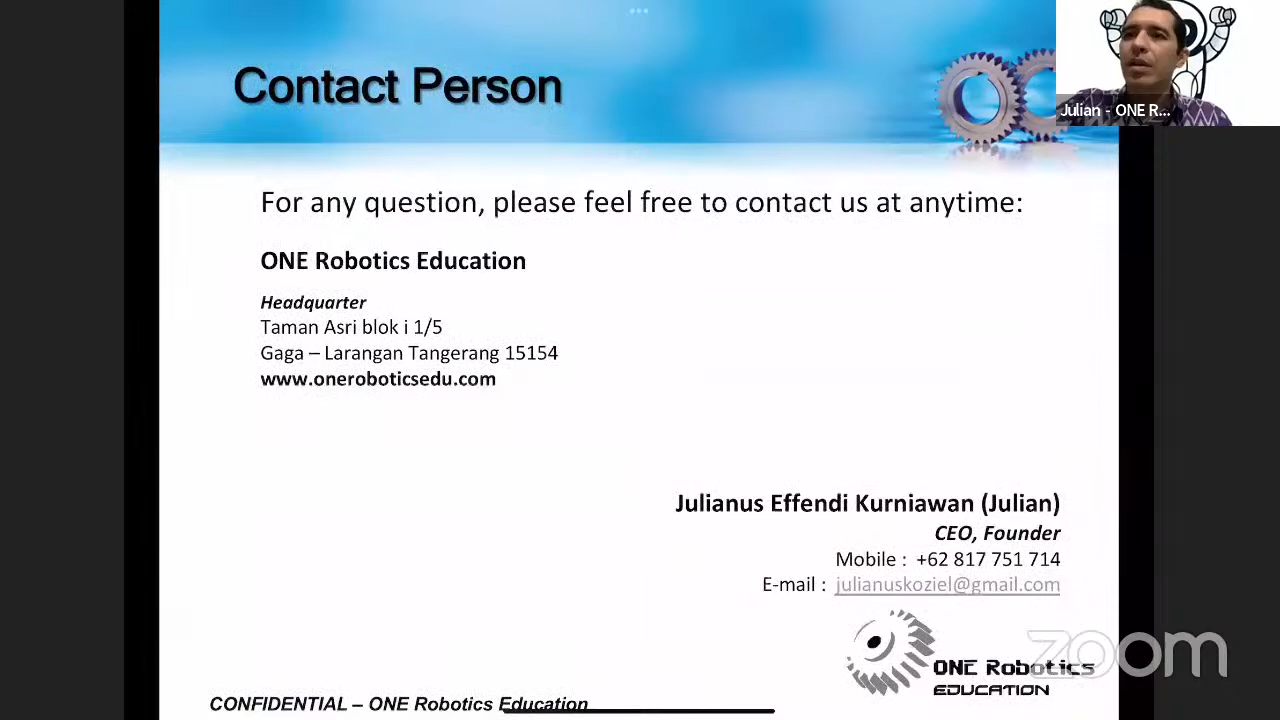 Contact Person
Julian - ONE R...
For any question, please feel free to contact us at anytime:
ONE Robotics Education
Headquarter
Taman Asri blok i 1/5
Gaga – Larangan Tangerang 15154
www.oneroboticsedu.com
Julianus Effendi Kurniawan (Julian)
CEO, Founder
Mobile : +62 817 751 714
E-mail : julianuskoziel@gmail.com
ONE Robotics
EDUCATION
zoom
CONFIDENTIAL – ONE Robotics Education